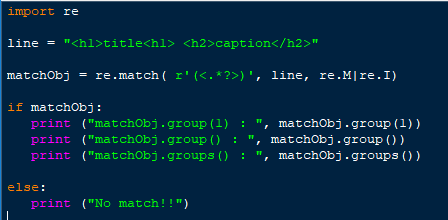 import re
line = "<h1>title<h1> <h2>caption</h2>"
matchObj = re.match( r'(<.*?>)', line, re.M|re.I)
if matchObj:
   print ("matchObj.group(1) : ", matchObj.group(1))
   print ("matchObj.group() : ", matchObj.group())
   print ("matchObj.groups() : ", matchObj.groups())
else:
   print ("No match!!")